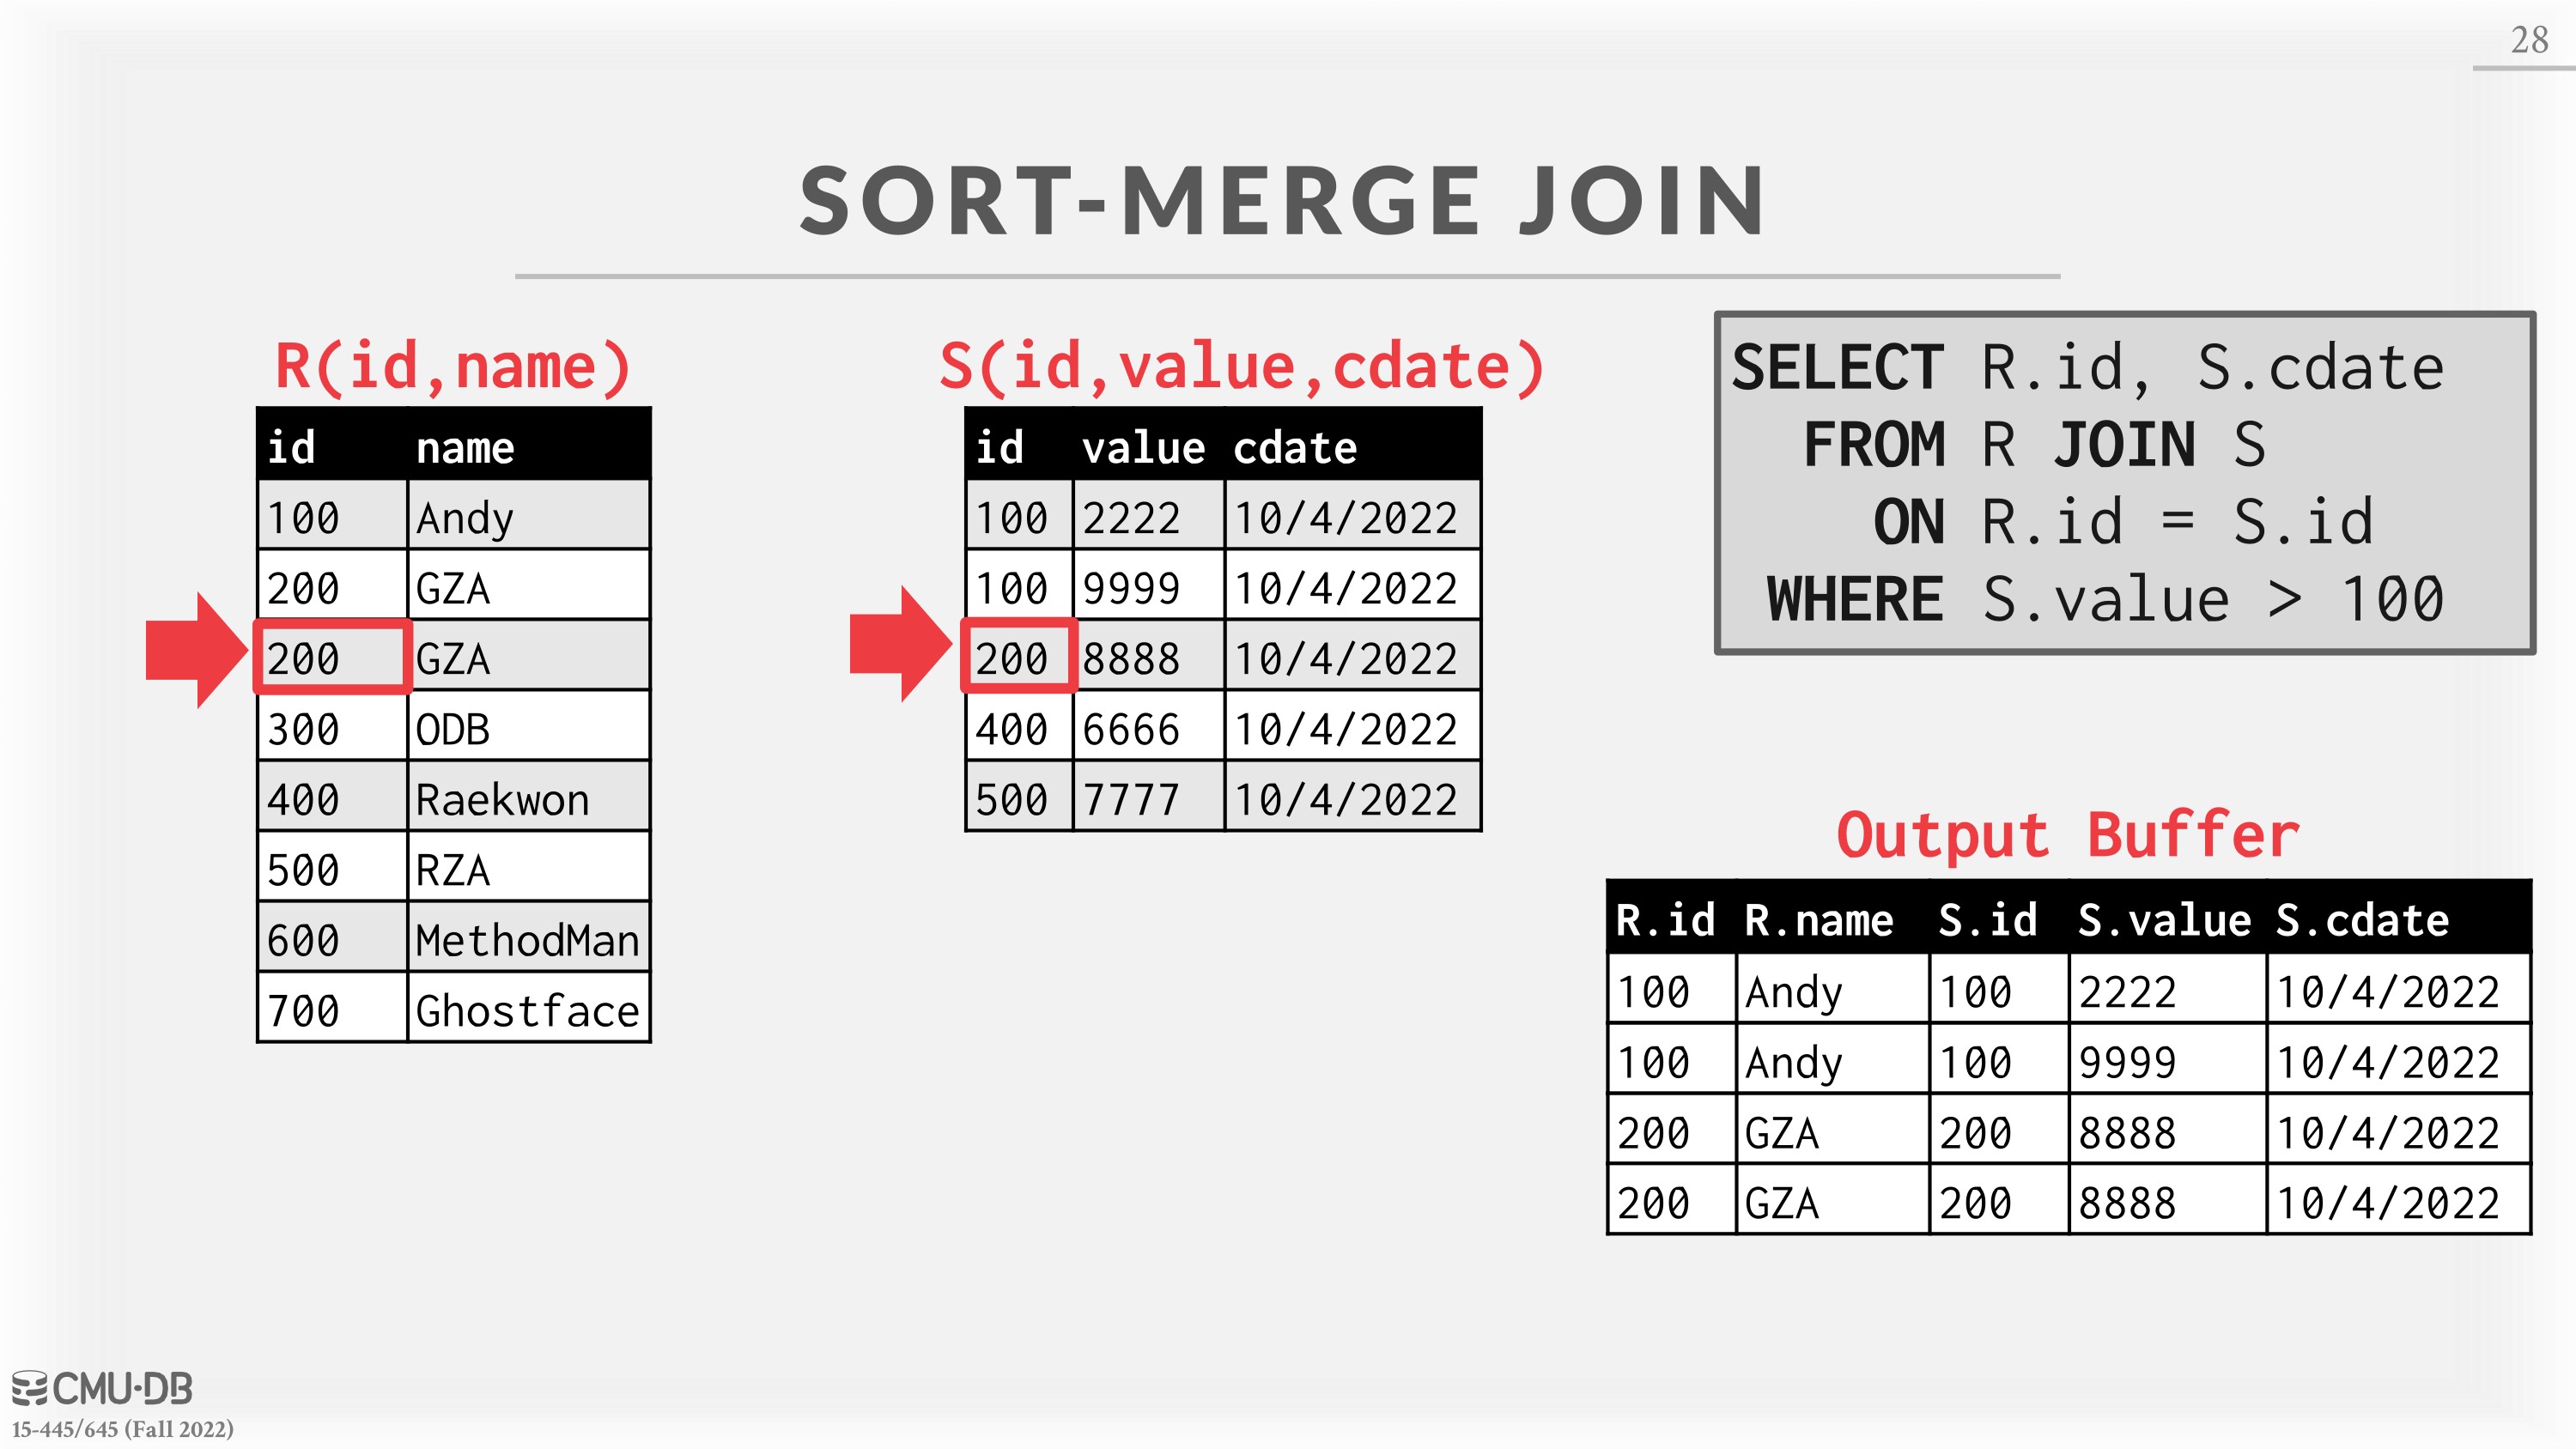 28
SORT-MERGE JOIN
R(id,name)
id name
100 Andy
200 GZA
200 GZA
300 ODB
400 Raekwon
500 RZA
600 MethodMan
700 Ghostface
S(id,value,cdate)
id value cdate
100 2222 10/4/2022
100 9999 10/4/2022
200 8888 10/4/2022
400 6666 10/4/2022
500 7777 10/4/2022
SELECT R.id, S.cdate
FROM R JOIN S
ON R.id = S.id
WHERE S.value > 100
Output Buffer
R.id R.name S.id S.value S.cdate
100 Andy 100 2222 10/4/2022
100 Andy 100 9999 10/4/2022
200 GZA 200 8888 10/4/2022
200 GZA 200 8888 10/4/2022
CMU·DB
15-445/645 (Fall 2022)